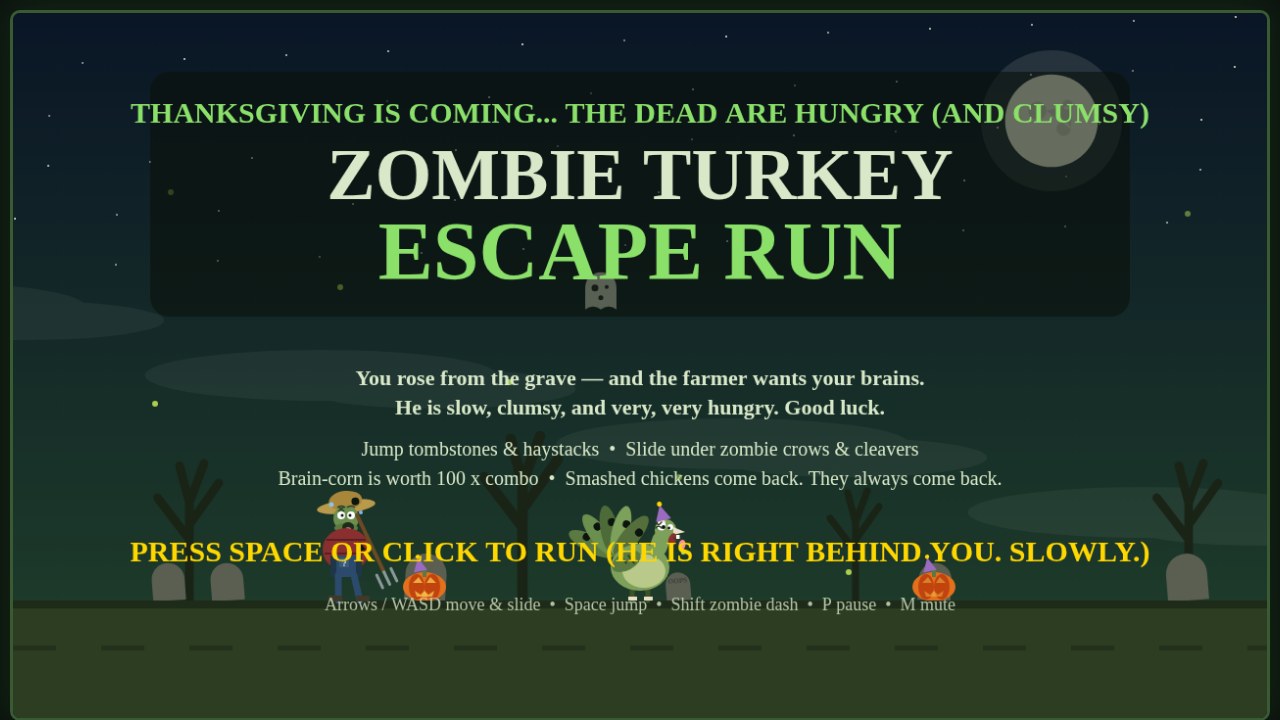 THANKSGIVING IS COMING... THE DEAD ARE HUNGRY (AND CLUMSY)
ZOMBIE TURKEY
ESCAPE RUN
You rose from the grave — and the farmer wants your brains.
He is slow, clumsy, and very, very hungry. Good luck.
Jump tombstones & haystacks • Slide under zombie crows & cleavers
Brain-corn is worth 100 x combo • Smashed chickens come back. They always come back.
PRESS SPACE OR CLICK TO RUN (HE IS RIGHT BEHIND YOU. SLOWLY.)
Arrows / WASD move & slide • Space jump • Shift zombie dash • P pause • M mute